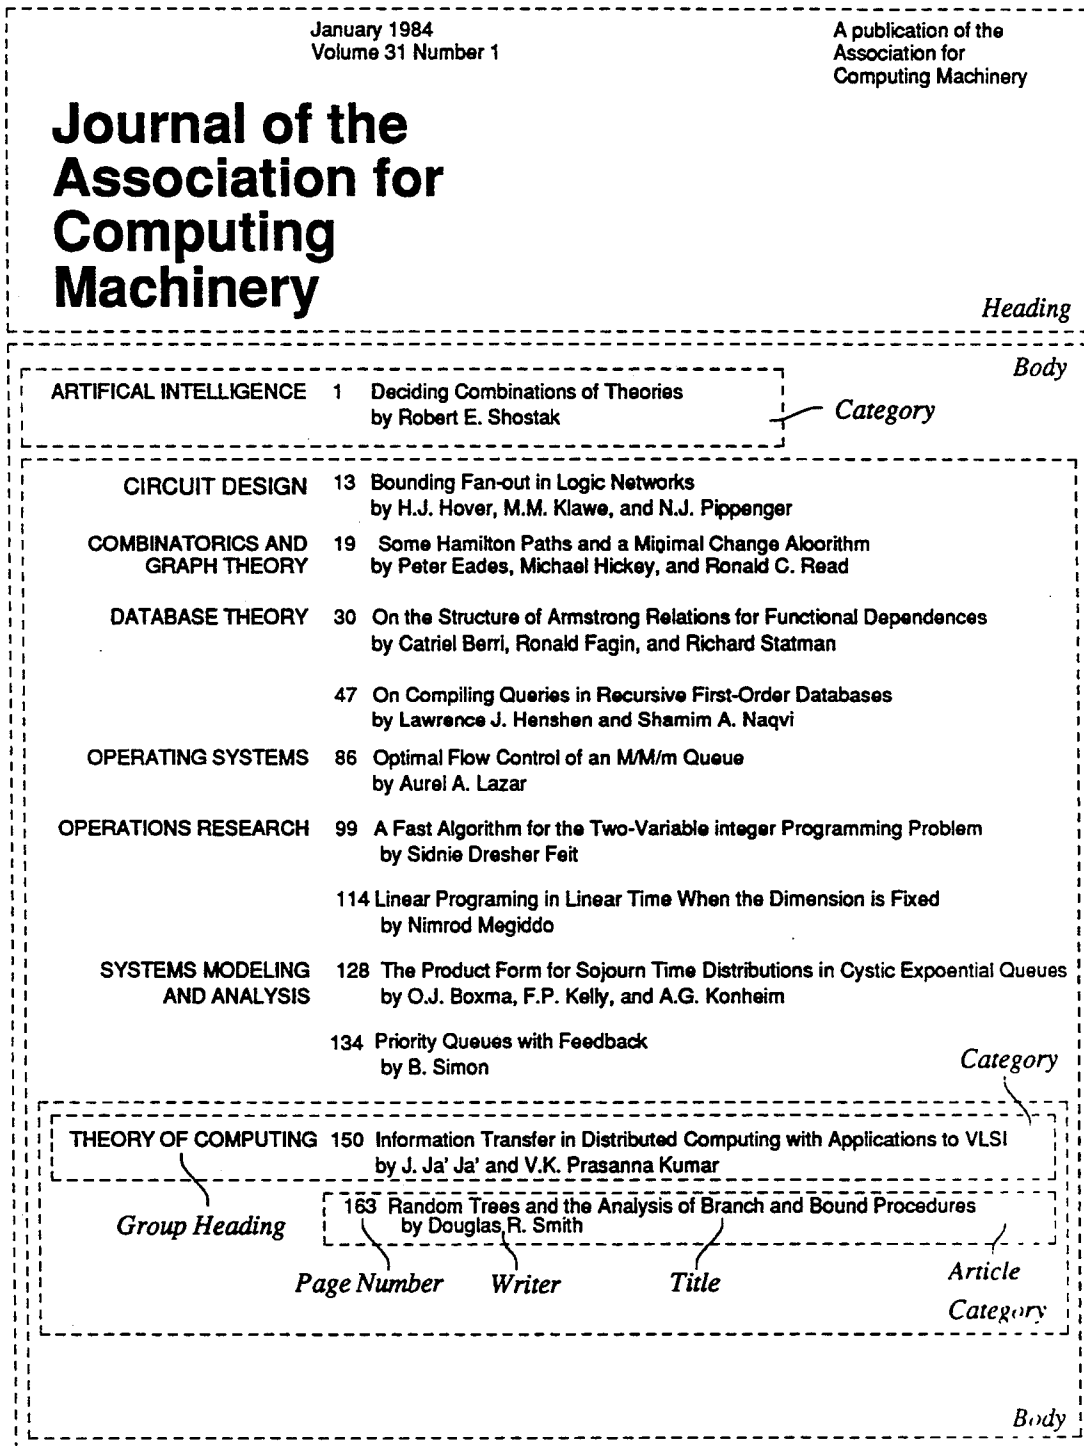 January 1984
Volume 31 Number 1
A publication of the
Association for
Computing Machinery
Journal of the
Association for
Computing
Machinery
Heading
Body
ARTIFICAL INTELLIGENCE 1 Deciding Combinations of Theories
by Robert E. Shostak
Category
CIRCUIT DESIGN 13 Bounding Fan-out in Logic Networks
by H.J. Hover, M.M. Klawe, and N.J. Pippenger
COMBINATORICS AND 19 Some Hamilton Paths and a Migimal Change Aloorithm
GRAPH THEORY by Peter Eades, Michael Hickey, and Ronald C. Read
DATABASE THEORY 30 On the Structure of Armstrong Relations for Functional Dependences
by Catriel Berri, Ronald Fagin, and Richard Statman
47 On Compiling Queries in Recursive First-Order Databases
by Lawrence J. Henshen and Shamim A. Naqvi
OPERATING SYSTEMS 86 Optimal Flow Control of an M/M/m Queue
by Aurel A. Lazar
OPERATIONS RESEARCH 99 A Fast Algorithm for the Two-Variable integer Programming Problem
by Sidnie Dresher Feit
114 Linear Programing in Linear Time When the Dimension is Fixed
by Nimrod Megiddo
SYSTEMS MODELING 128 The Product Form for Sojourn Time Distributions in Cystic Expoential Queues
AND ANALYSIS by O.J. Boxma, F.P. Kelly, and A.G. Konheim
134 Priority Queues with Feedback
by B. Simon
Category
THEORY OF COMPUTING 150 Information Transfer in Distributed Computing with Applications to VLSI
by J. Ja' Ja' and V.K. Prasanna Kumar
163 Random Trees and the Analysis of Branch and Bound Procedures
by Douglas R. Smith
Group Heading
Page Number Writer Title Article
Category
Body